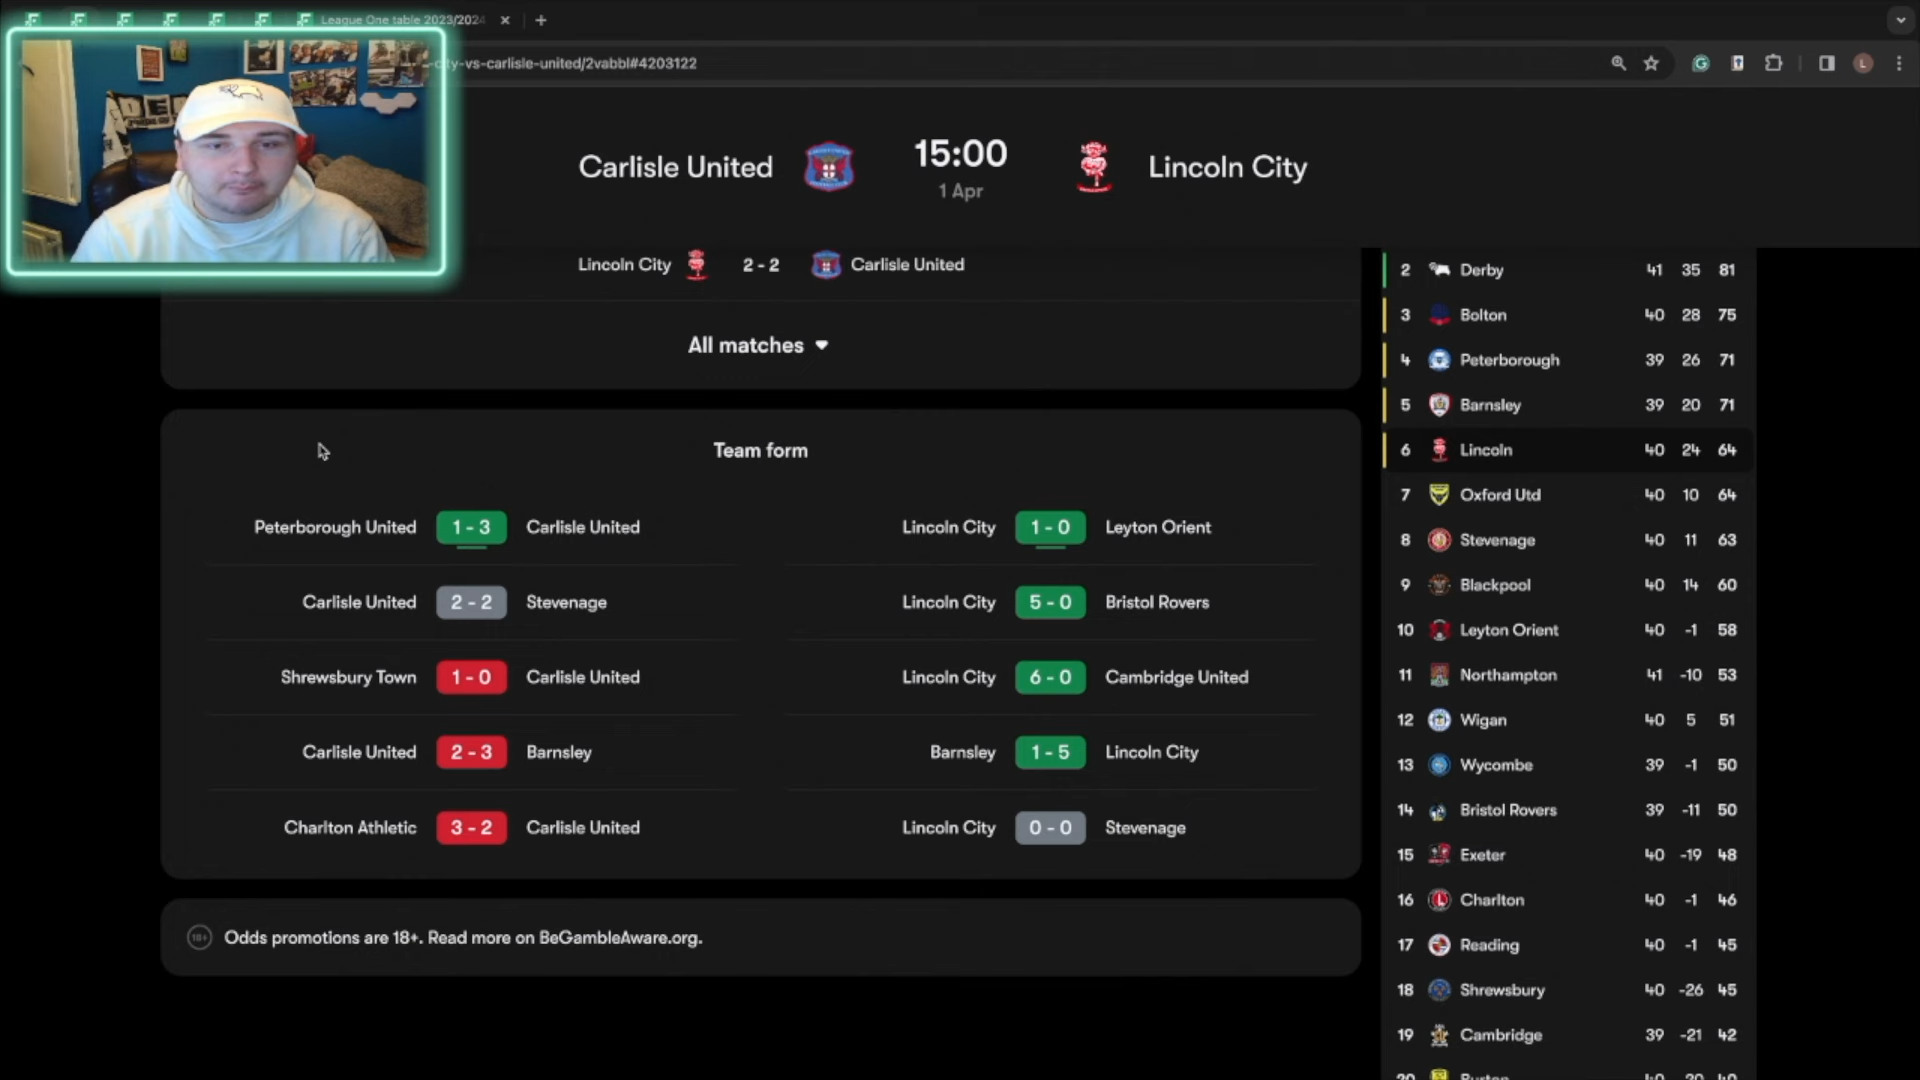 League One table 2023/2024
-city-vs-carlisle-united/2vabbl#4203122
L
Carlisle United 15:00 Lincoln City
1 Apr
Lincoln City 2 - 2 Carlisle United
All matches
Team form
Peterborough United 1 - 3 Carlisle United
Carlisle United 2 - 2 Stevenage
Shrewsbury Town 1 - 0 Carlisle United
Carlisle United 2 - 3 Barnsley
Charlton Athletic 3 - 2 Carlisle United
Lincoln City 1 - 0 Leyton Orient
Lincoln City 5 - 0 Bristol Rovers
Lincoln City 6 - 0 Cambridge United
Barnsley 1 - 5 Lincoln City
Lincoln City 0 - 0 Stevenage
18+ Odds promotions are 18+. Read more on BeGambleAware.org.
2 Derby 41 35 81
3 Bolton 40 28 75
4 Peterborough 39 26 71
5 Barnsley 39 20 71
6 Lincoln 40 24 64
7 Oxford Utd 40 10 64
8 Stevenage 40 11 63
9 Blackpool 40 14 60
10 Leyton Orient 40 -1 58
11 Northampton 41 -10 53
12 Wigan 40 5 51
13 Wycombe 39 -1 50
14 Bristol Rovers 39 -11 50
15 Exeter 40 -19 48
16 Charlton 40 -1 46
17 Reading 40 -1 45
18 Shrewsbury 40 -26 45
19 Cambridge 39 -21 42
20 Burton 40 -20 40